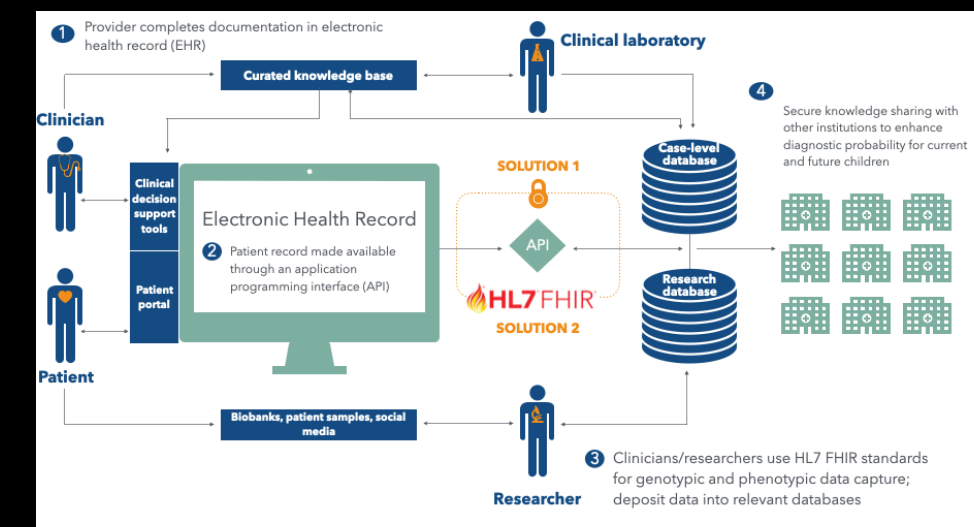 1 Provider completes documentation in electronic
health record (EHR)
Clinical laboratory
Curated knowledge base
4
Clinician
Secure knowledge sharing with
other institutions to enhance
diagnostic probability for current
and future children
Case-level
database
SOLUTION 1
Clinical
decision
support
tools
Electronic Health Record
2 Patient record made available
through an application
programming interface (API)
API
Patient
portal
Research
database
HL7 FHIR®
SOLUTION 2
Patient
Biobanks, patient samples, social
media
Researcher
3 Clinicians/researchers use HL7 FHIR standards
for genotypic and phenotypic data capture;
deposit data into relevant databases